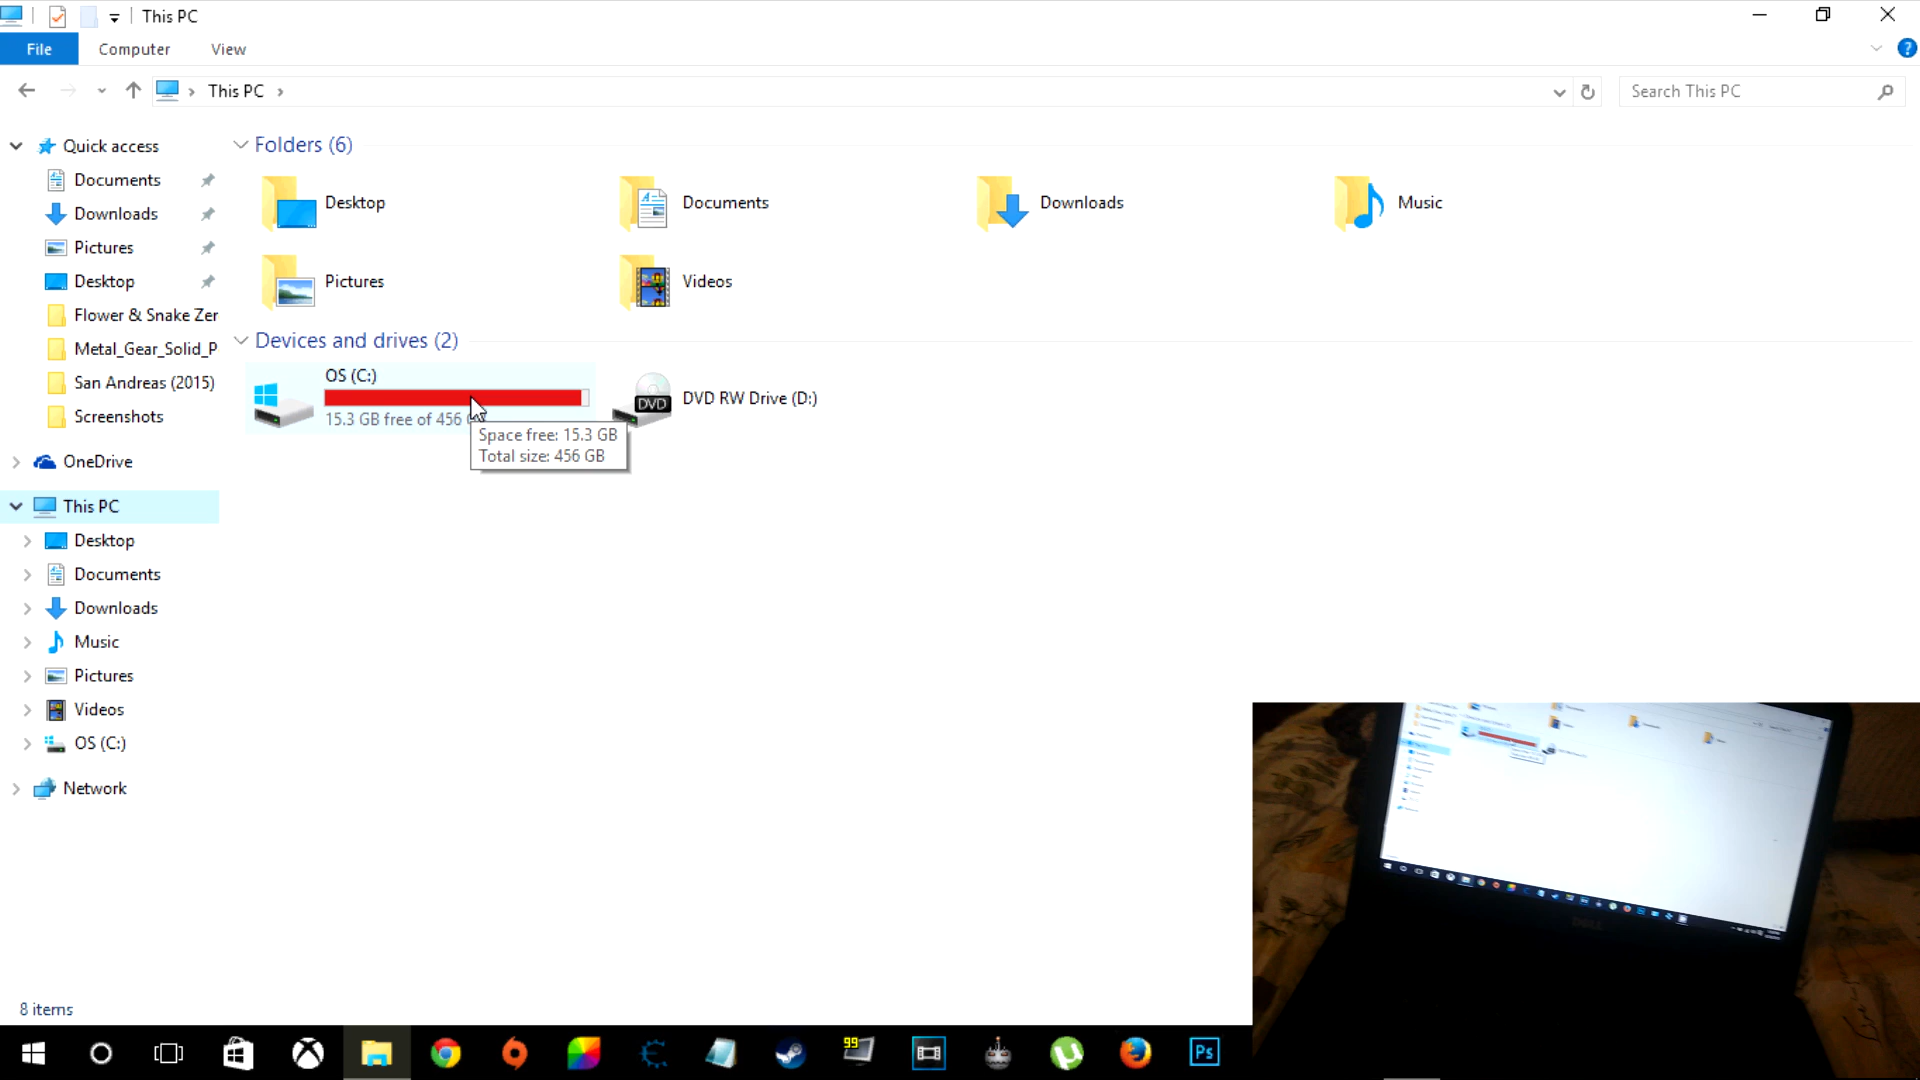 This PC
File Computer View
This PC
Search This PC
Quick access
Documents
Downloads
Pictures
Desktop
Flower & Snake Zer
Metal_Gear_Solid_P
San Andreas (2015)
Screenshots
OneDrive
This PC
Desktop
Documents
Downloads
Music
Pictures
Videos
OS (C:)
Network
Folders (6)
Desktop
Documents
Downloads
Music
Pictures
Videos
Devices and drives (2)
OS (C:)
15.3 GB free of 456
DVD
DVD RW Drive (D:)
Space free: 15.3 GB
Total size: 456 GB
8 items
99
Ps
DELL